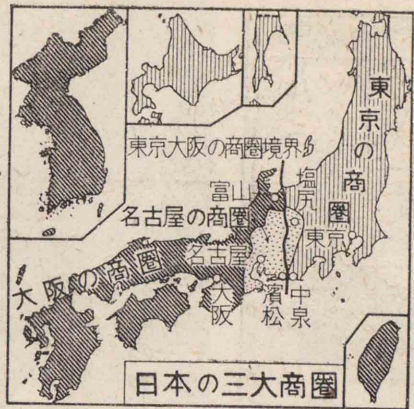 東京の商圏
東京大阪の商圏境界
富山
塩尻
名古屋の商圏
名古屋
東京
大阪の商圏
大阪
濱松
中泉
日本の三大商圏